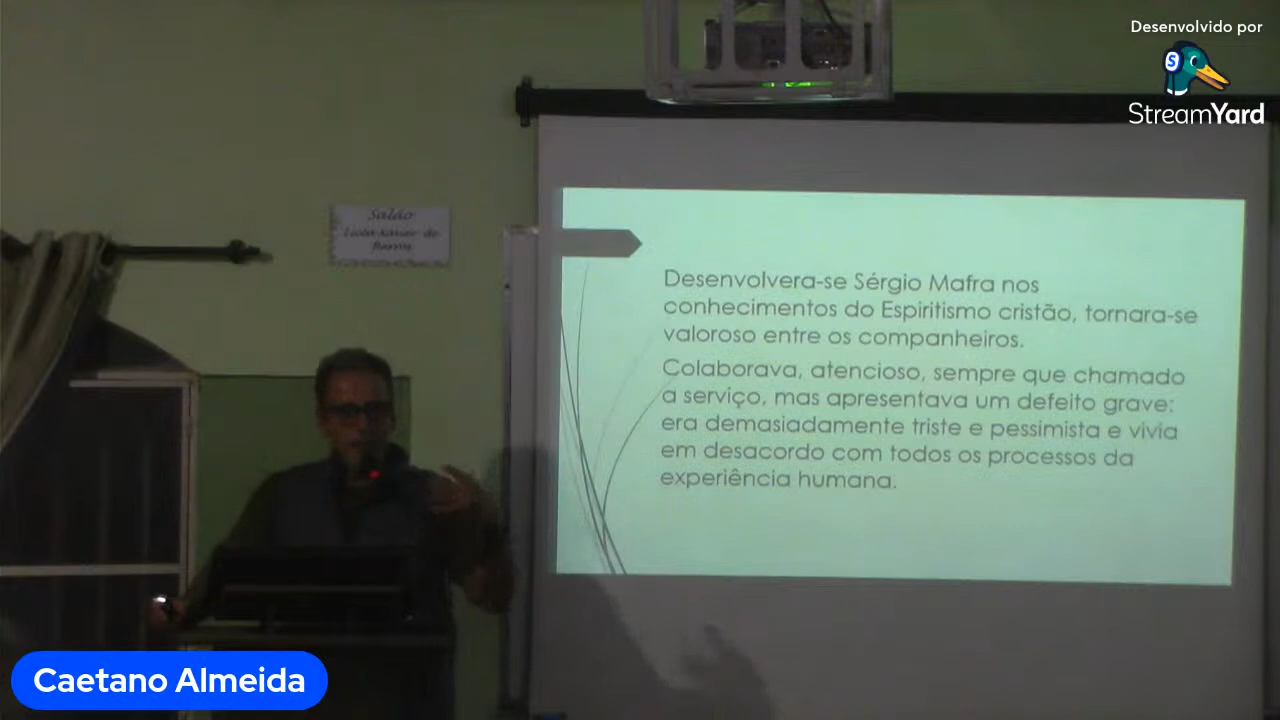 Desenvolvido por
StreamYard
Saldo
Desenvolvera-se Sérgio Mafra nos
conhecimentos do Espiritismo cristão, tornara-se
valoroso entre os companheiros.
Colaborava, atencioso, sempre que chamado
a serviço, mas apresentava um defeito grave:
era demasiadamente triste e pessimista e vivia
em desacordo com todos os processos da
experiência humana.
Caetano Almeida